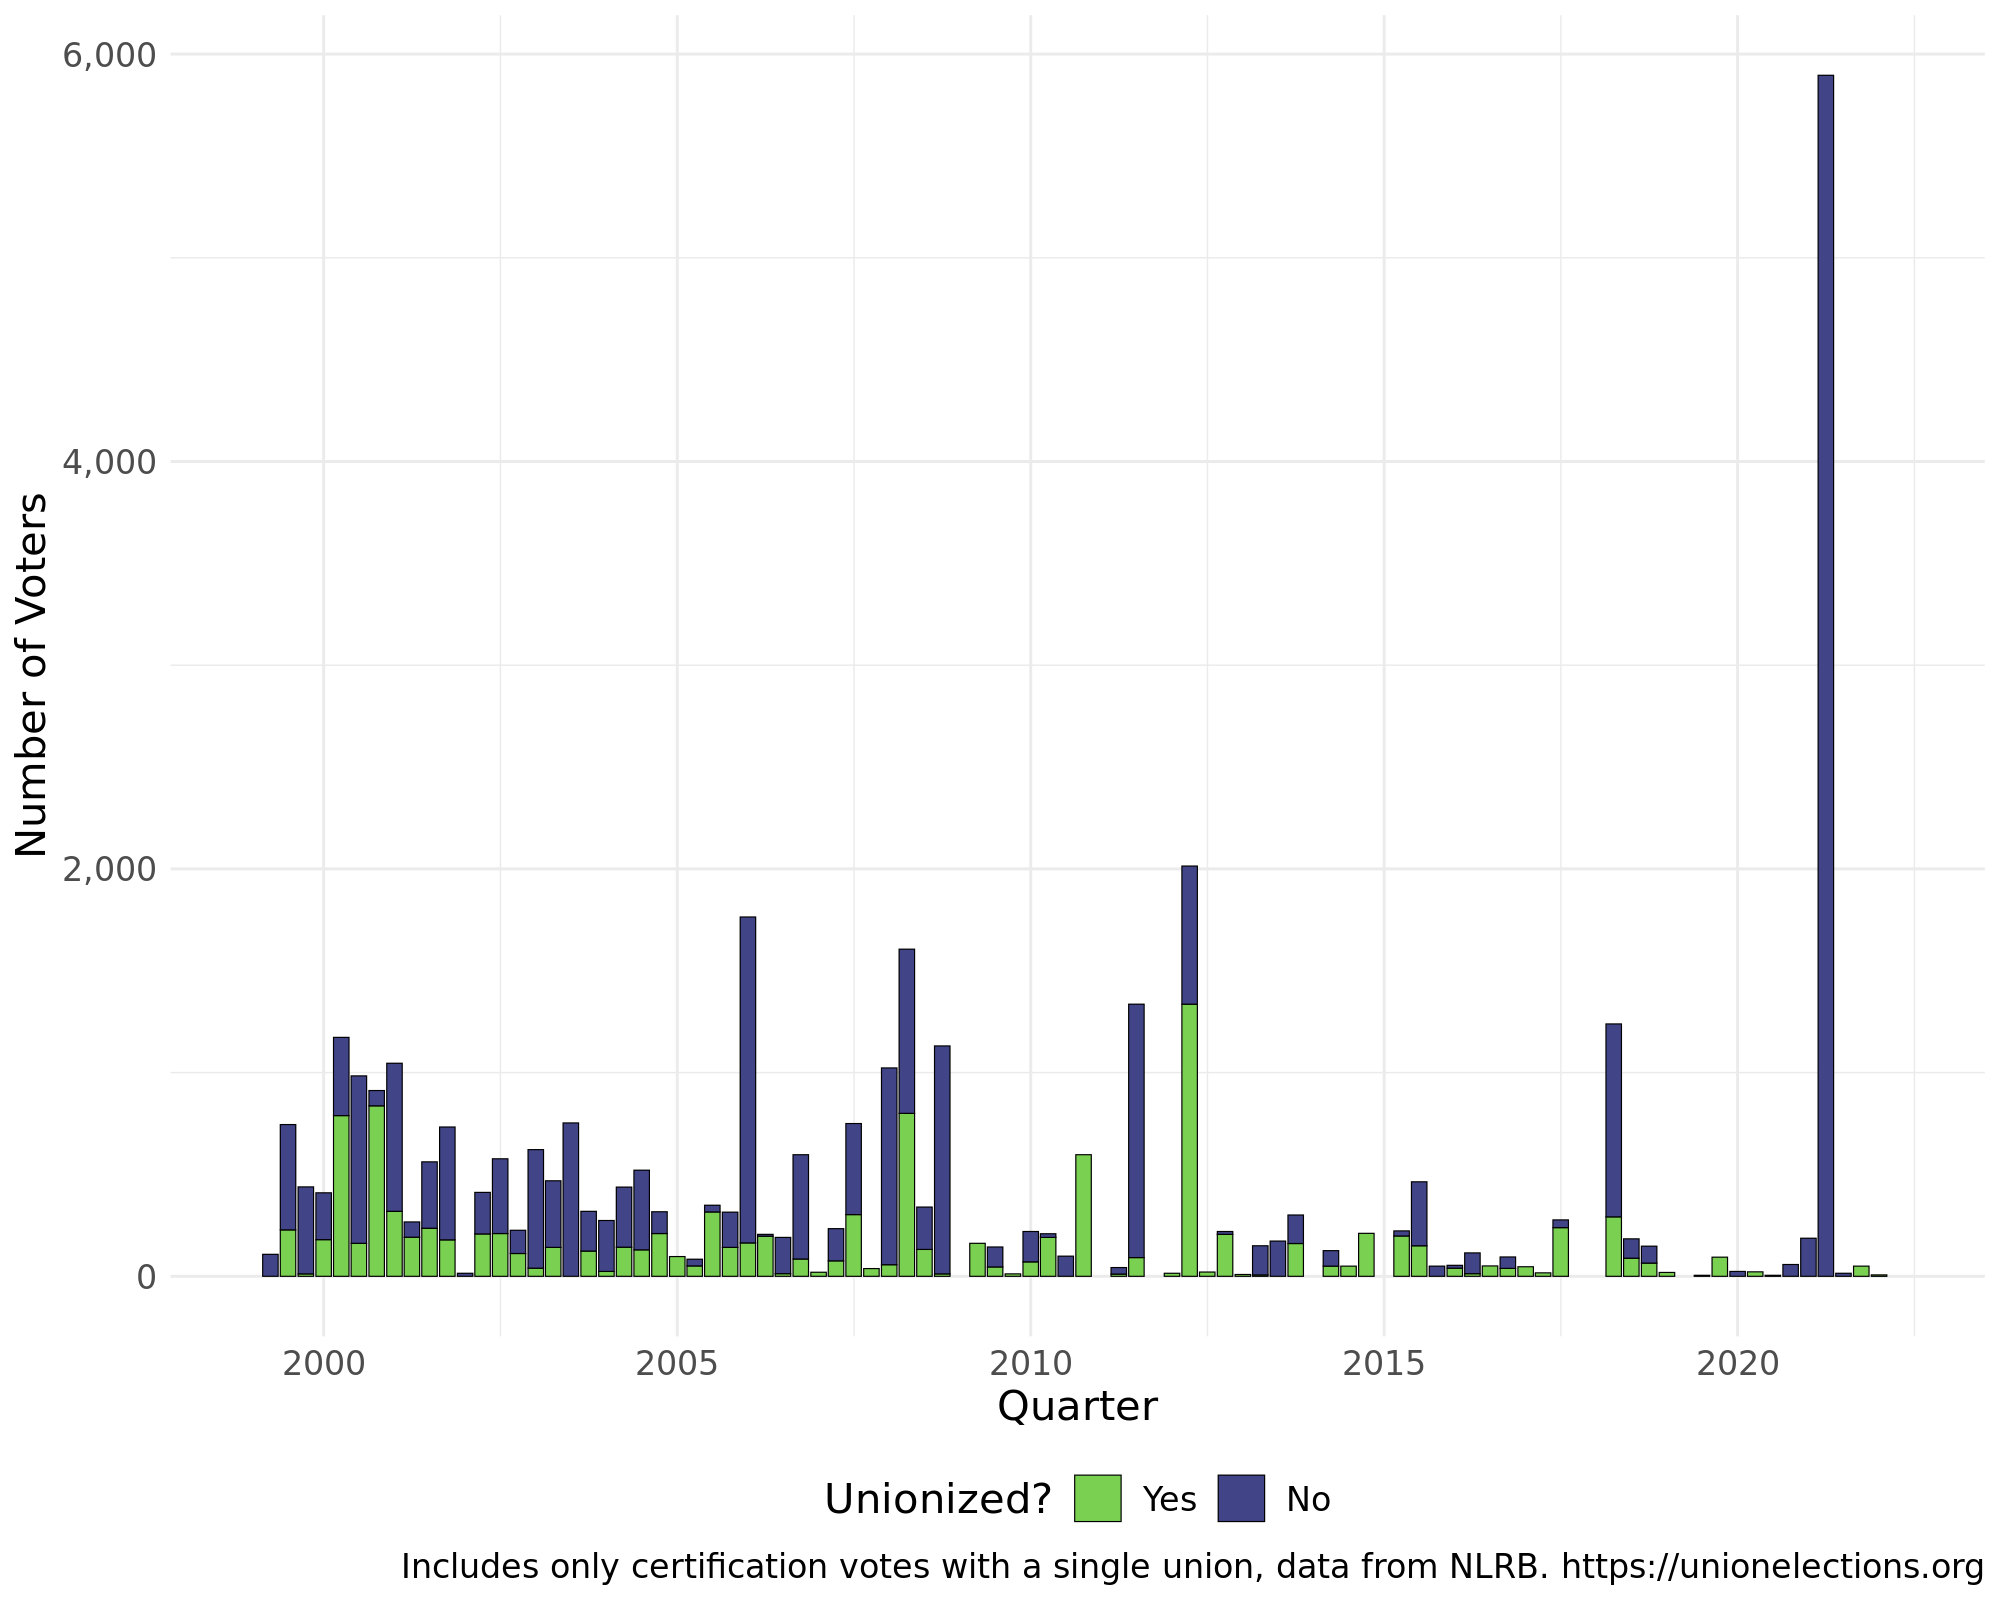 6,000
4,000
2,000
0
Number of Voters
2000 2005 2010 2015 2020
Quarter
Unionized? Yes No
Includes only certification votes with a single union, data from NLRB. https://unionelections.org